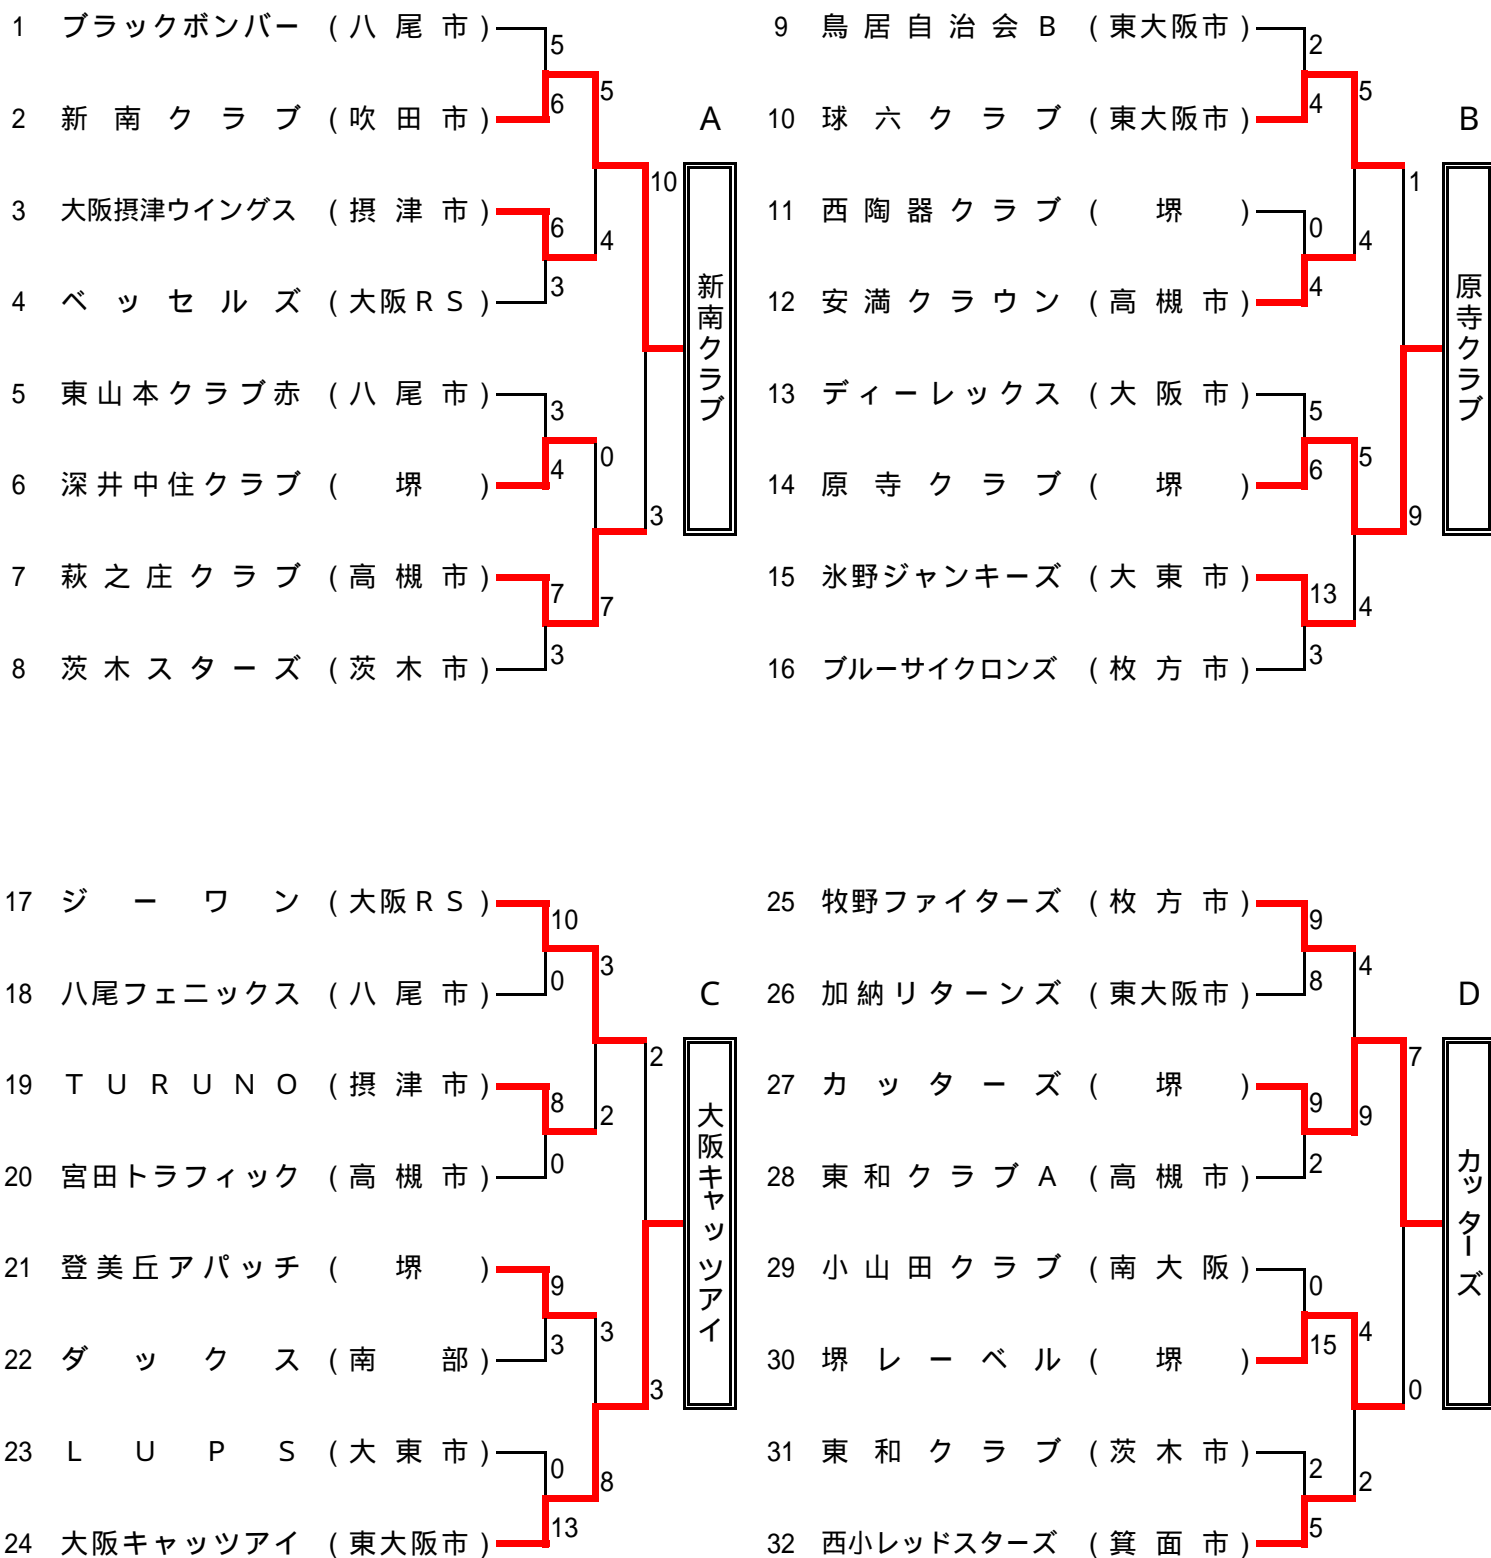 A
1 ブラックボンバー (八尾市) 5
6 5
2 新南クラブ (吹田市)
10
3 大阪摂津ウイングス (摂津市) 6
4
4 ベッセルズ (大阪RS) 3
新南クラブ
5 東山本クラブ赤 (八尾市) 3
0
6 深井中住クラブ (堺) 4
3
7 萩之庄クラブ (高槻市) 7
7
8 茨木スターズ (茨木市) 3
B
9 鳥居自治会B (東大阪市) 2
4 5
10 球六クラブ (東大阪市)
1
11 西陶器クラブ (堺) 0
4
12 安満クラウン (高槻市) 4
原寺クラブ
13 ディーレックス (大阪市) 5
5
14 原寺クラブ (堺) 6
9
15 氷野ジャンキーズ (大東市) 13
4
16 ブルーサイクロンズ (枚方市) 3
C
17 ジーワン (大阪RS) 10
3
18 八尾フェニックス (八尾市) 0
2
19 TURUNO (摂津市) 8
2
20 宮田トラフィック (高槻市) 0
大阪キャッツアイ
21 登美丘アパッチ (堺) 9
3
22 ダックス (南部) 3
3
23 LUPS (大東市) 0
8
24 大阪キャッツアイ (東大阪市) 13
D
25 牧野ファイターズ (枚方市) 9
4
26 加納リターンズ (東大阪市) 8
7
27 カッターズ (堺) 9
9
28 東和クラブA (高槻市) 2
カッターズ
29 小山田クラブ (南大阪) 0
4
30 堺レーベル (堺) 15
0
31 東和クラブ (茨木市) 2
2
32 西小レッドスターズ (箕面市) 5